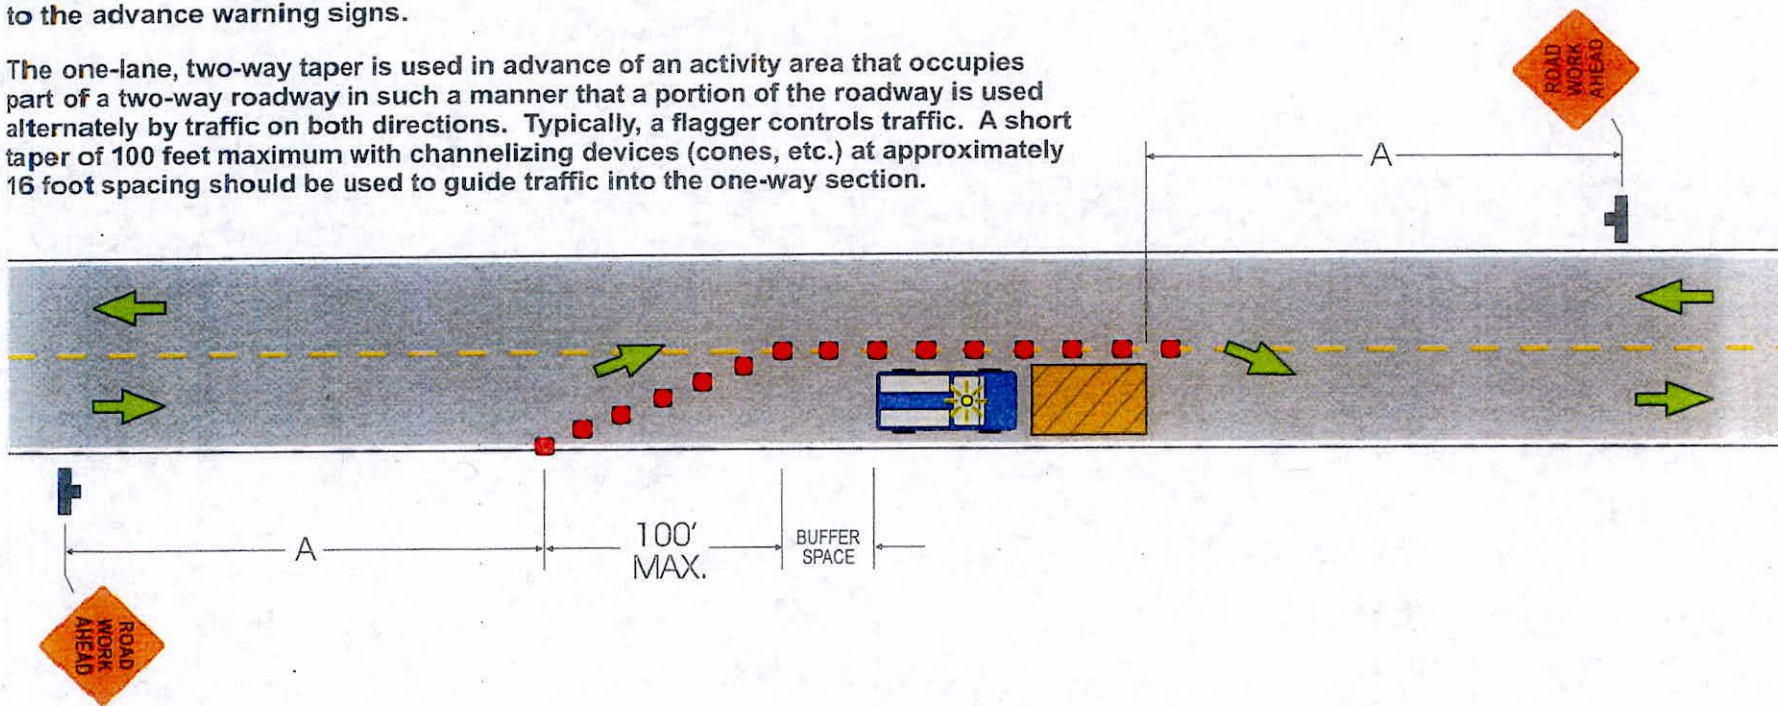 to the advance warning signs.
The one-lane, two-way taper is used in advance of an activity area that occupies
part of a two-way roadway in such a manner that a portion of the roadway is used
alternately by traffic on both directions. Typically, a flagger controls traffic. A short
taper of 100 feet maximum with channelizing devices (cones, etc.) at approximately
16 foot spacing should be used to guide traffic into the one-way section.
ROAD
WORK
AHEAD
A
A
100'
MAX.
BUFFER
SPACE
ROAD
WORK
AHEAD